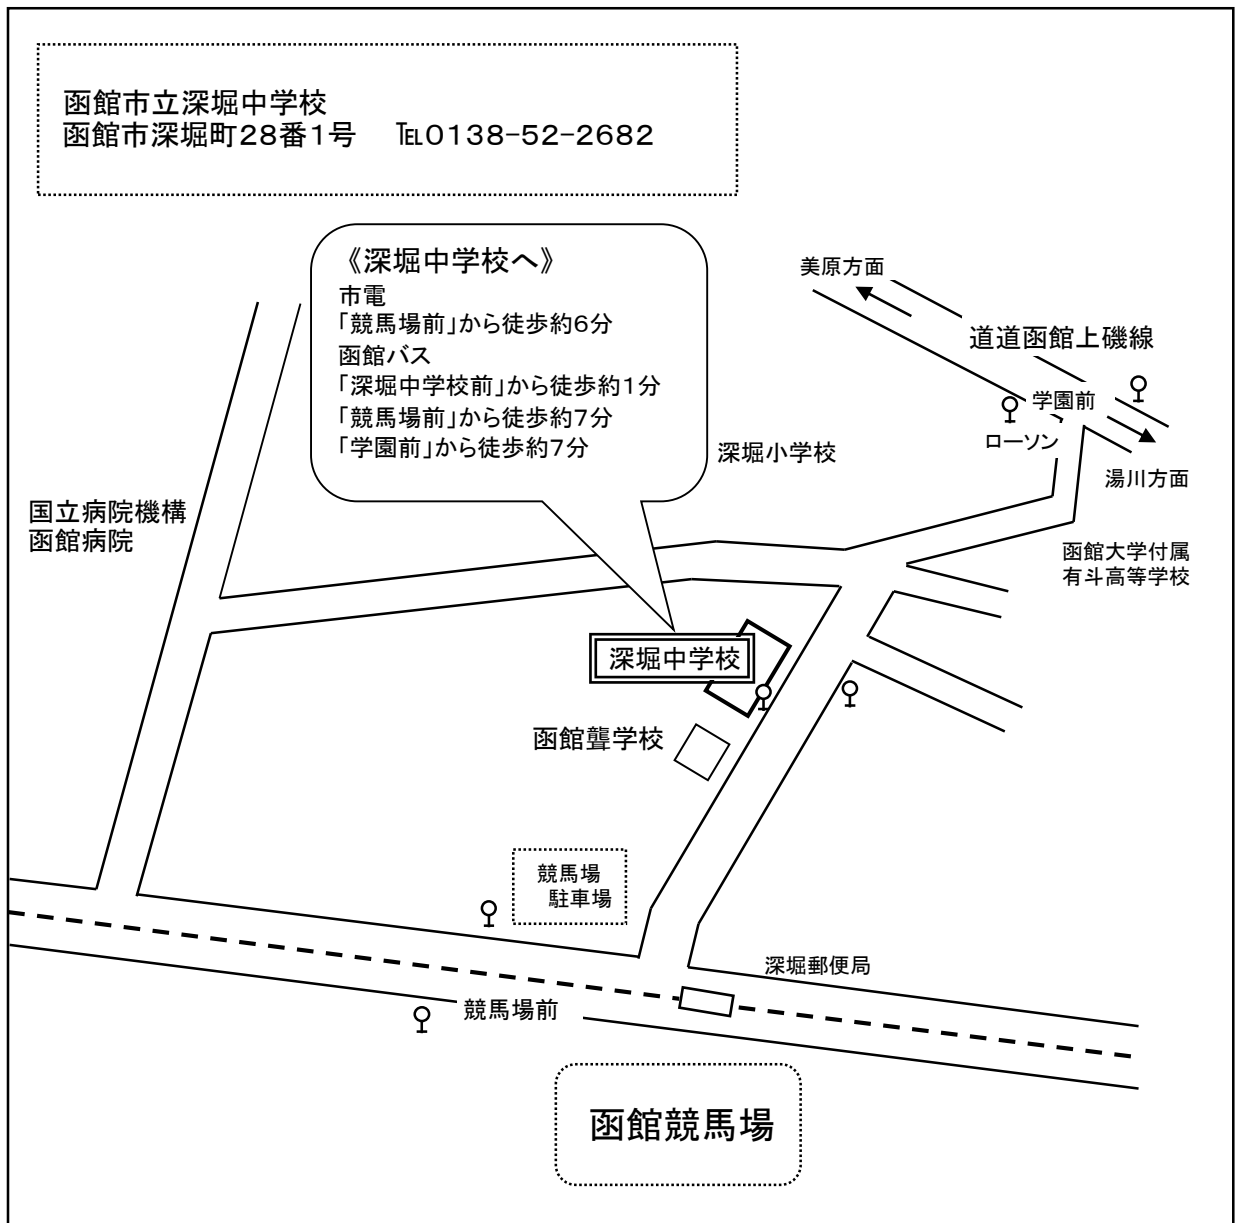 函館市立深堀中学校
函館市深堀町28番1号　℡0138-52-2682
《深堀中学校へ》
市電
「競馬場前」から徒歩約6分
函館バス
「深堀中学校前」から徒歩約1分
「競馬場前」から徒歩約7分
「学園前」から徒歩約7分
美原方面
道道函館上磯線
学園前
ローソン
湯川方面
深堀小学校
国立病院機構
函館病院
函館大学付属
有斗高等学校
深堀中学校
函館聾学校
競馬場
駐車場
深堀郵便局
競馬場前
函館競馬場